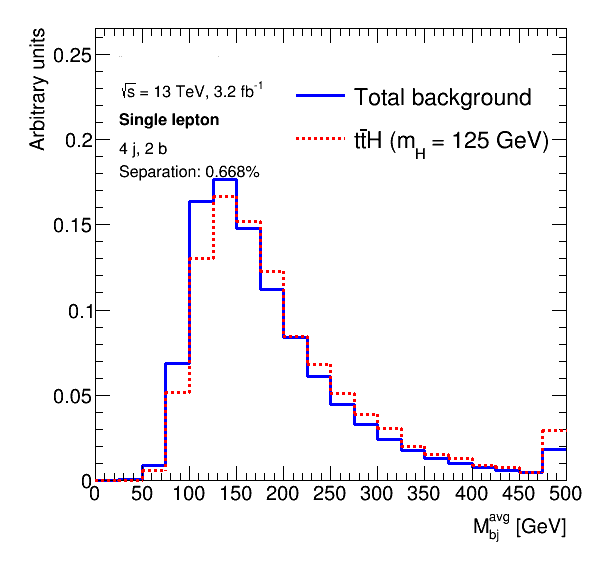 Arbitrary units
0.25
0.2
0.15
0.1
0.05
0
√s = 13 TeV, 3.2 fb⁻¹
Single lepton
4 j, 2 b
Separation: 0.668%
Total background
tt̄H (m_H = 125 GeV)
0 50 100 150 200 250 300 350 400 450 500
M_bj^avg [GeV]